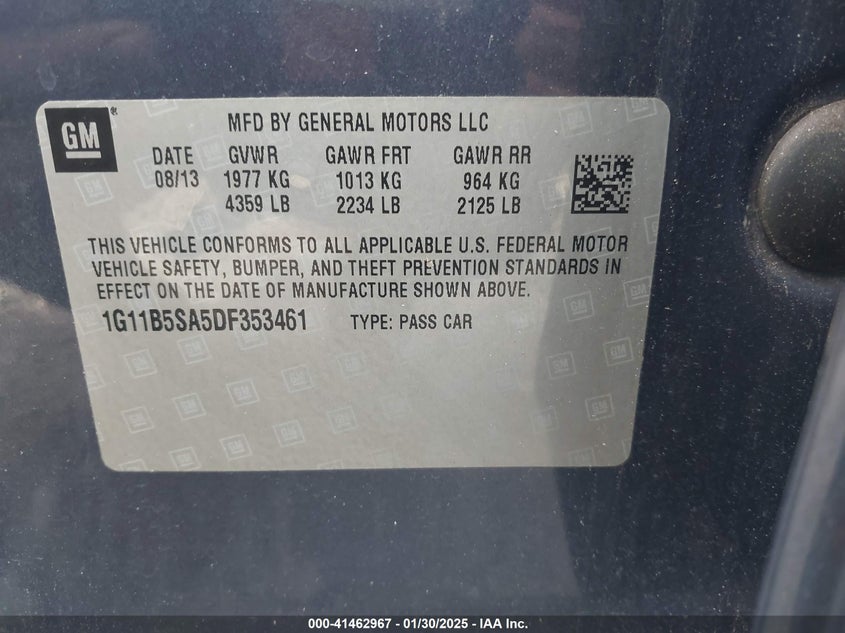 GM
MFD BY GENERAL MOTORS LLC
DATE GVWR GAWR FRT GAWR RR
08/13 1977 KG 1013 KG 964 KG
4359 LB 2234 LB 2125 LB
THIS VEHICLE CONFORMS TO ALL APPLICABLE U.S. FEDERAL MOTOR
VEHICLE SAFETY, BUMPER, AND THEFT PREVENTION STANDARDS IN
EFFECT ON THE DATE OF MANUFACTURE SHOWN ABOVE.
1G11B5SA5DF353461 TYPE: PASS CAR
000-41462967 - 01/30/2025 - IAA Inc.